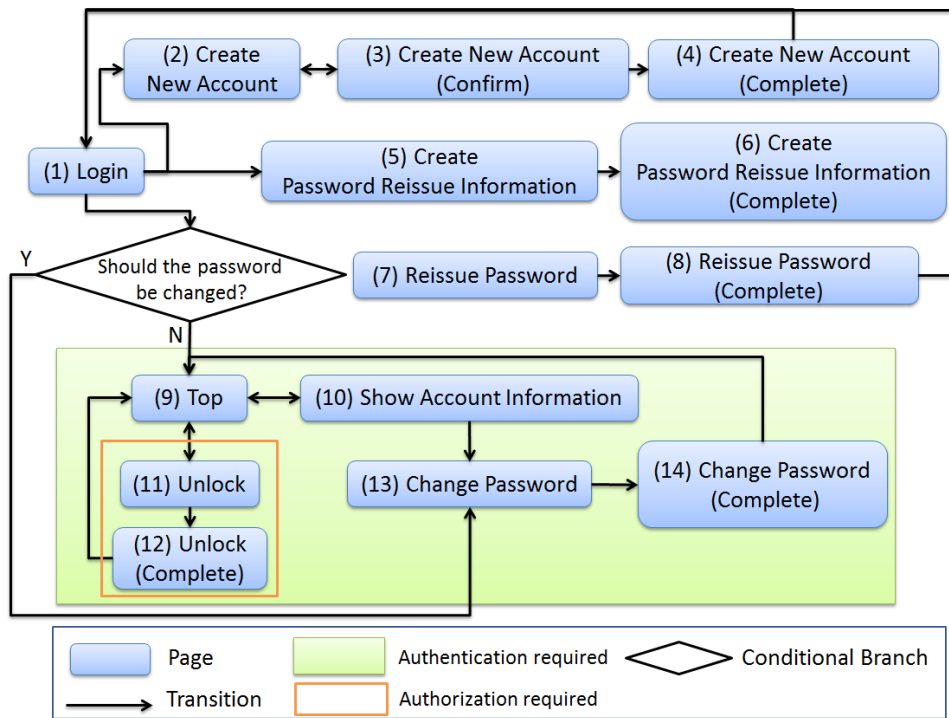 (2) Create
New Account
(3) Create New Account
(Confirm)
(4) Create New Account
(Complete)
(1) Login
(5) Create
Password Reissue Information
(6) Create
Password Reissue Information
(Complete)
Y
Should the password
be changed?
(7) Reissue Password
(8) Reissue Password
(Complete)
N
(9) Top
(10) Show Account Information
(11) Unlock
(12) Unlock
(Complete)
(13) Change Password
(14) Change Password
(Complete)
Page
Authentication required
Conditional Branch
Transition
Authorization required